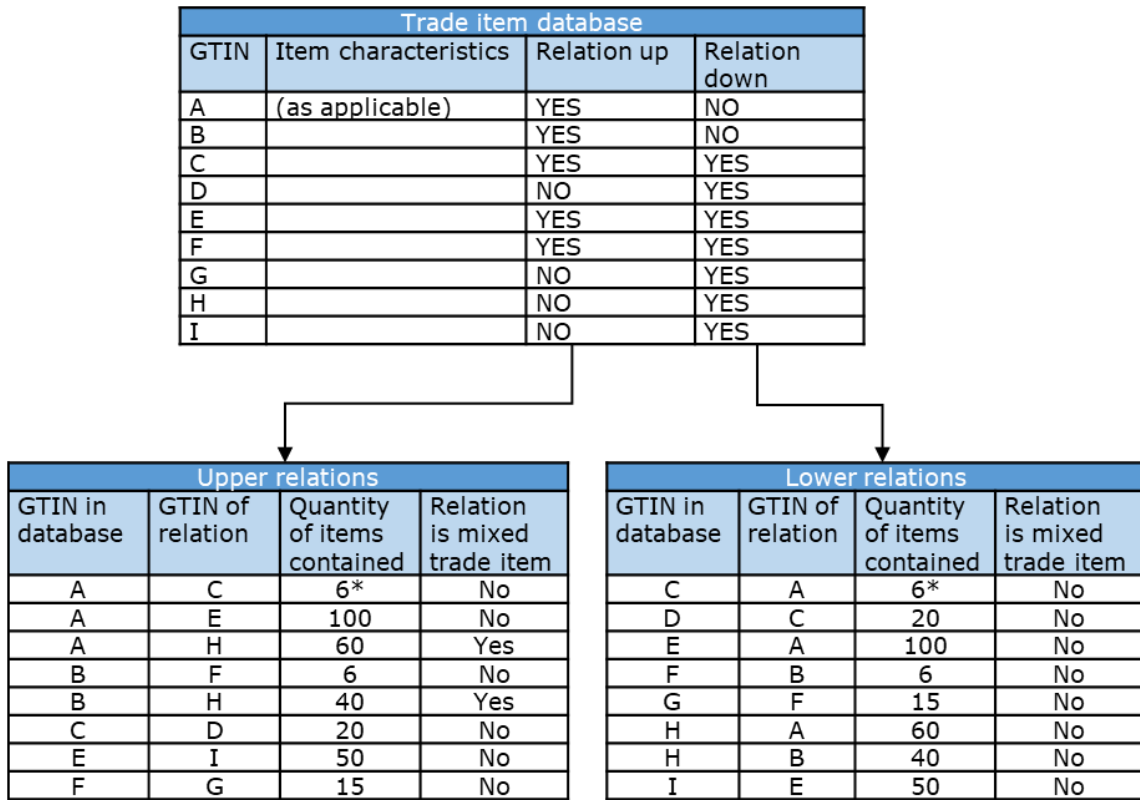 Trade item database
GTIN Item characteristics Relation up Relation
down
A (as applicable) YES NO
B YES NO
C YES YES
D NO YES
E YES YES
F YES YES
G NO YES
H NO YES
I NO YES
Upper relations
GTIN in GTIN of Quantity Relation
database relation of items is mixed
contained trade item
A C 6* No
A E 100 No
A H 60 Yes
B F 6 No
B H 40 Yes
C D 20 No
E I 50 No
F G 15 No
Lower relations
GTIN in GTIN of Quantity Relation
database relation of items is mixed
contained trade item
C A 6* No
D C 20 No
E A 100 No
F B 6 No
G F 15 No
H A 60 No
H B 40 No
I E 50 No